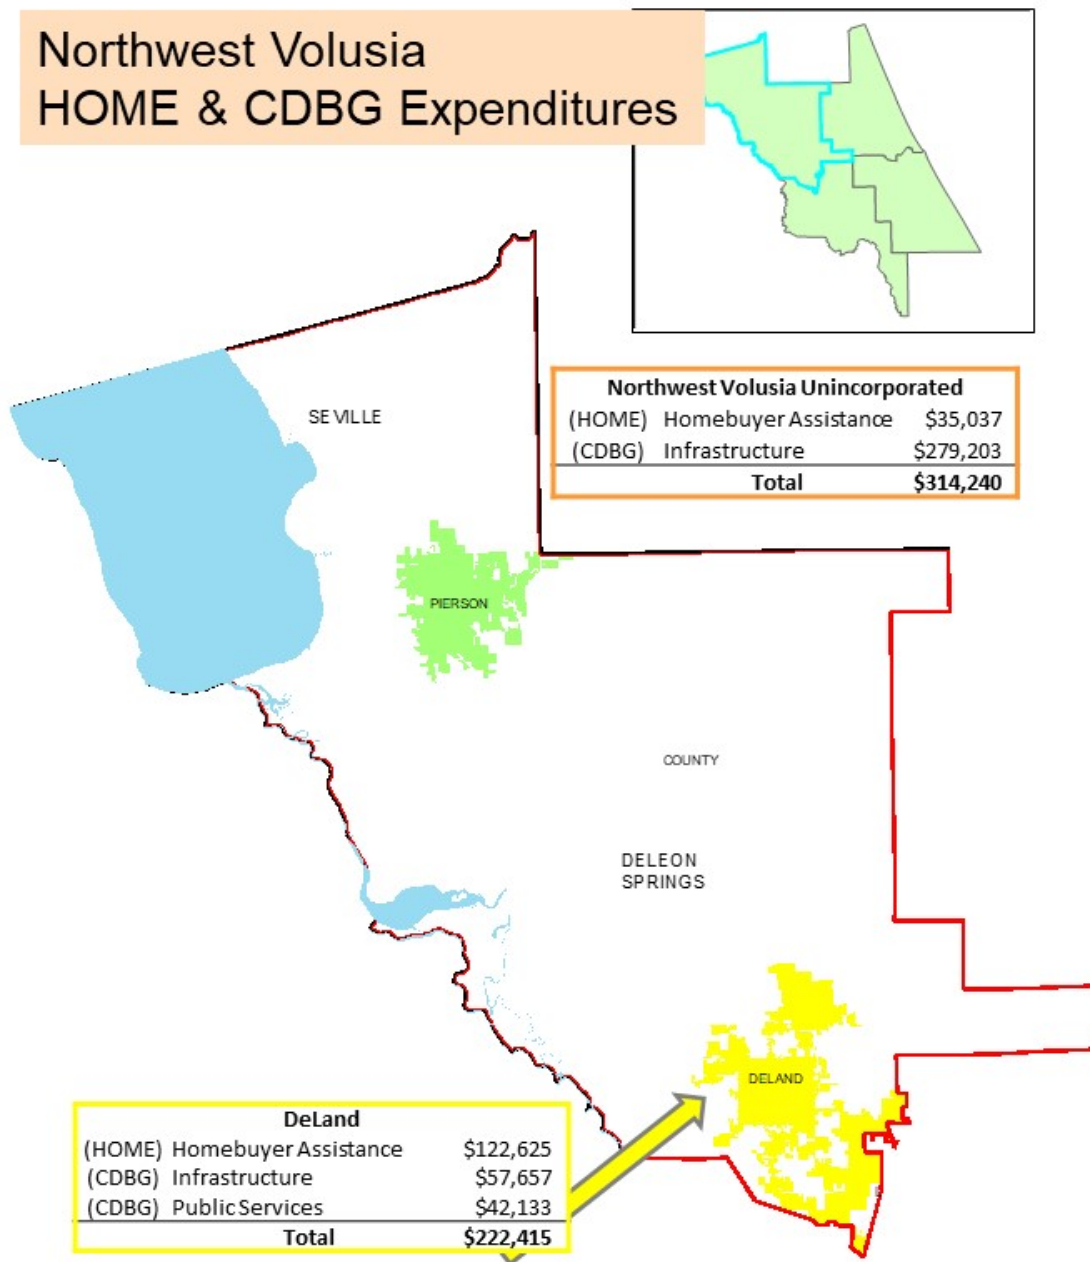 Northwest Volusia
HOME & CDBG Expenditures
Northwest Volusia Unincorporated
(HOME) Homebuyer Assistance $35,037
(CDBG) Infrastructure $279,203
Total $314,240
SEVILLE
PIERSON
COUNTY
DELEON
SPRINGS
DELAND
DeLand
(HOME) Homebuyer Assistance $122,625
(CDBG) Infrastructure $57,657
(CDBG) Public Services $42,133
Total $222,415